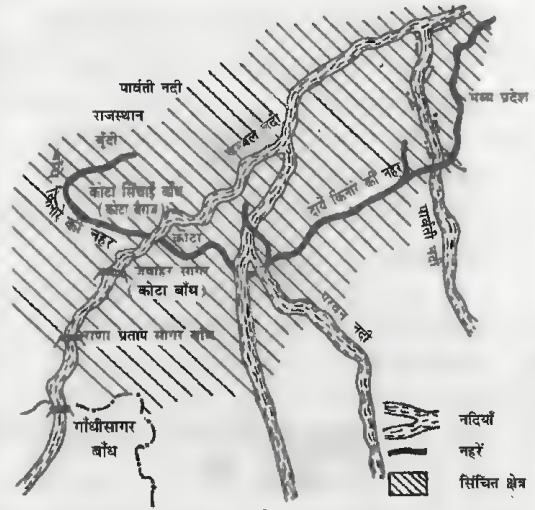 पार्वती नदी
राजस्थान
बूंदी
मध्य प्रदेश
चम्बल नदी
बाँये
किनारे की नहर
कोटा सिंचाई बाँध
(कोटा बैराज)
कोटा
दायें किनारे की नहर
पार्वती नदी
जवाहर सागर
(कोटा बाँध)
परवन नदी
राणा प्रताप सागर बाँध
गाँधीसागर
बाँध
नदियाँ
नहरें
सिंचित क्षेत्र